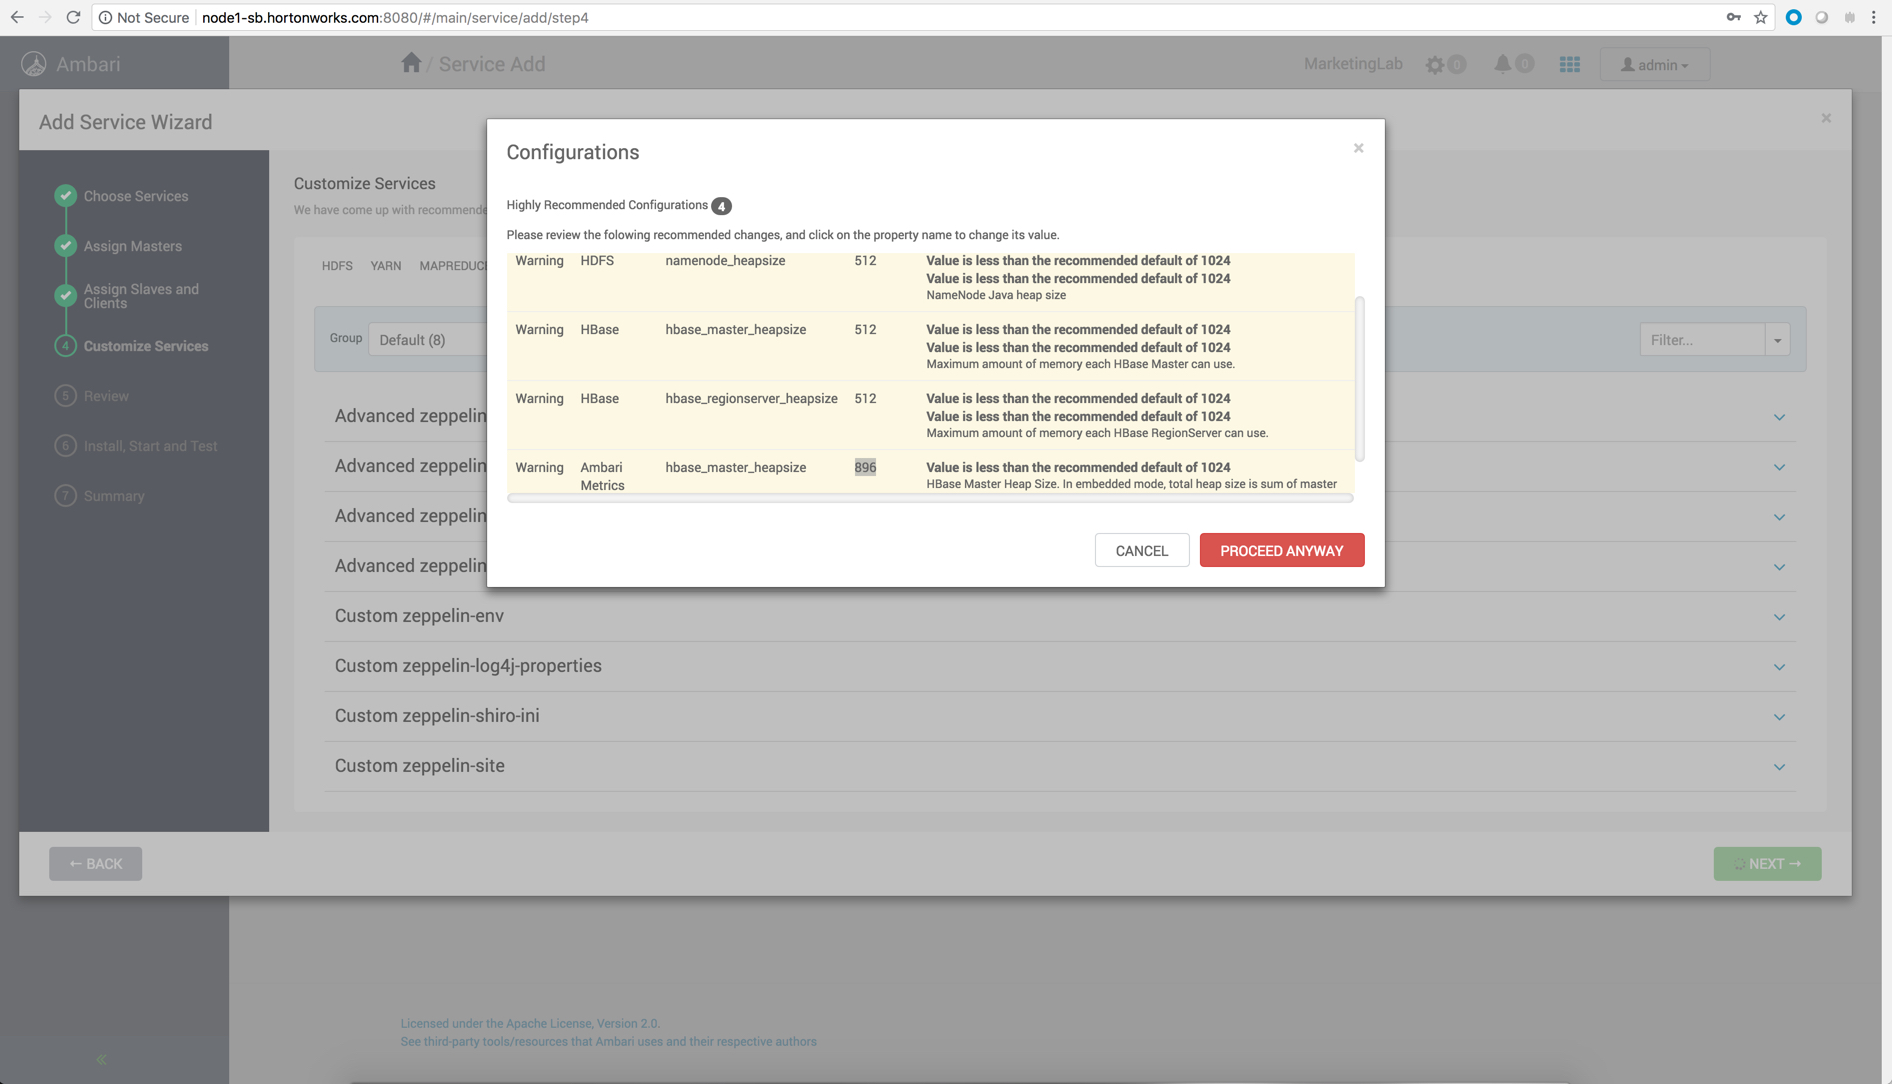 Not Secure node1-sb.hortonworks.com:8080/#/main/service/add/step4
Ambari
/ Service Add
MarketingLab
0
0
admin
Add Service Wizard
×
Choose Services
Assign Masters
Assign Slaves and
Clients
4 Customize Services
5 Review
6 Install, Start and Test
7 Summary
Customize Services
We have come up with recommende
HDFS YARN MAPREDUC
Group Default (8)
Filter...
Advanced zeppelin
Advanced zeppelin
Advanced zeppelin
Advanced zeppelin
Custom zeppelin-env
Custom zeppelin-log4j-properties
Custom zeppelin-shiro-ini
Custom zeppelin-site
Configurations
×
Highly Recommended Configurations 4
Please review the folowing recommended changes, and click on the property name to change its value.
Warning HDFS namenode_heapsize 512 Value is less than the recommended default of 1024
Value is less than the recommended default of 1024
NameNode Java heap size
Warning HBase hbase_master_heapsize 512 Value is less than the recommended default of 1024
Value is less than the recommended default of 1024
Maximum amount of memory each HBase Master can use.
Warning HBase hbase_regionserver_heapsize 512 Value is less than the recommended default of 1024
Value is less than the recommended default of 1024
Maximum amount of memory each HBase RegionServer can use.
Warning Ambari hbase_master_heapsize 896 Value is less than the recommended default of 1024
Metrics HBase Master Heap Size. In embedded mode, total heap size is sum of master
CANCEL PROCEED ANYWAY
← BACK
NEXT →
Licensed under the Apache License, Version 2.0.
See third-party tools/resources that Ambari uses and their respective authors
«